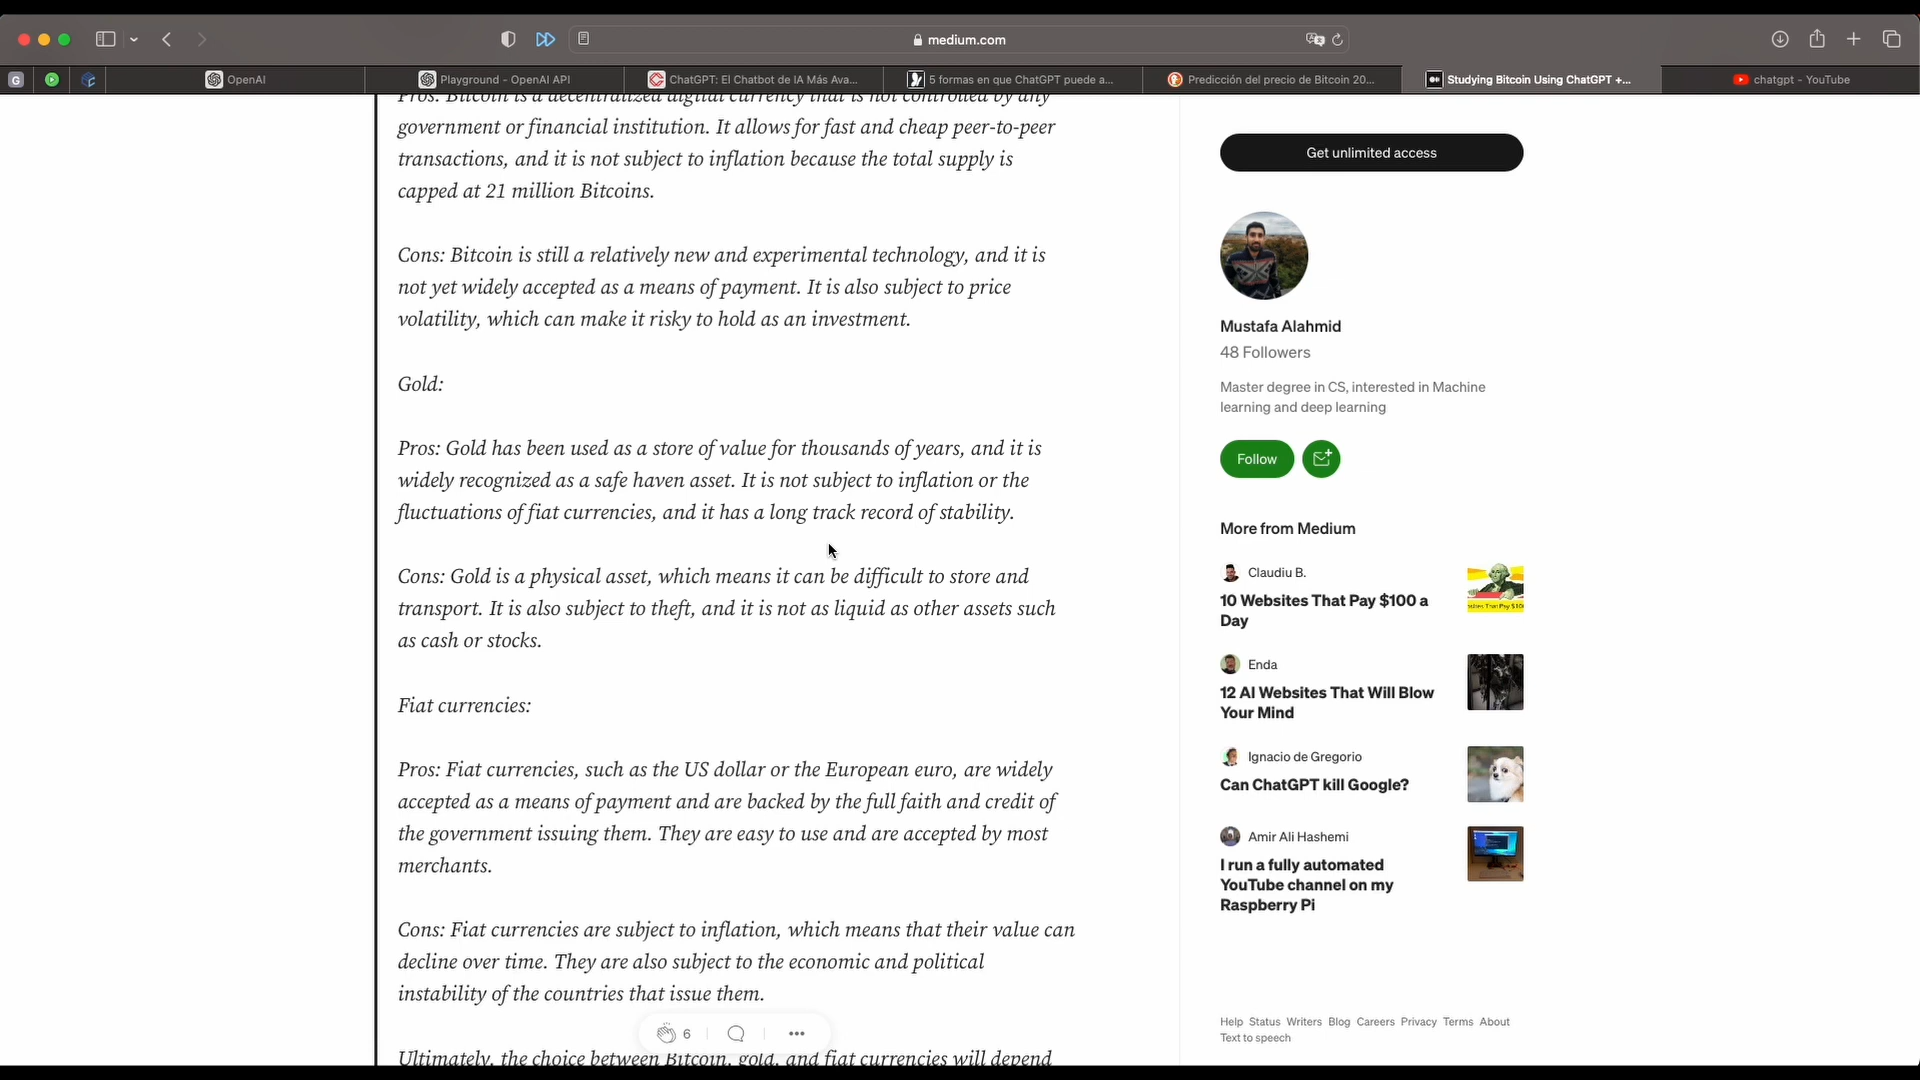 medium.com
G
OpenAI
Playground - OpenAI API
ChatGPT: El Chatbot de IA Más Ava...
5 formas en que ChatGPT puede a...
Predicción del precio de Bitcoin 20...
Studying Bitcoin Using ChatGPT +...
chatgpt - YouTube
Pros: Bitcoin is a decentralized digital currency that is not controlled by any
government or financial institution. It allows for fast and cheap peer-to-peer
transactions, and it is not subject to inflation because the total supply is
capped at 21 million Bitcoins.
Cons: Bitcoin is still a relatively new and experimental technology, and it is
not yet widely accepted as a means of payment. It is also subject to price
volatility, which can make it risky to hold as an investment.
Gold:
Pros: Gold has been used as a store of value for thousands of years, and it is
widely recognized as a safe haven asset. It is not subject to inflation or the
fluctuations of fiat currencies, and it has a long track record of stability.
Cons: Gold is a physical asset, which means it can be difficult to store and
transport. It is also subject to theft, and it is not as liquid as other assets such
as cash or stocks.
Fiat currencies:
Pros: Fiat currencies, such as the US dollar or the European euro, are widely
accepted as a means of payment and are backed by the full faith and credit of
the government issuing them. They are easy to use and are accepted by most
merchants.
Cons: Fiat currencies are subject to inflation, which means that their value can
decline over time. They are also subject to the economic and political
instability of the countries that issue them.
6
Ultimately, the choice between Bitcoin, gold, and fiat currencies will depend
Get unlimited access
Mustafa Alahmid
48 Followers
Master degree in CS, interested in Machine
learning and deep learning
Follow
More from Medium
Claudiu B.
10 Websites That Pay $100 a
Day
Enda
12 AI Websites That Will Blow
Your Mind
Ignacio de Gregorio
Can ChatGPT kill Google?
Amir Ali Hashemi
I run a fully automated
YouTube channel on my
Raspberry Pi
Help Status Writers Blog Careers Privacy Terms About
Text to speech